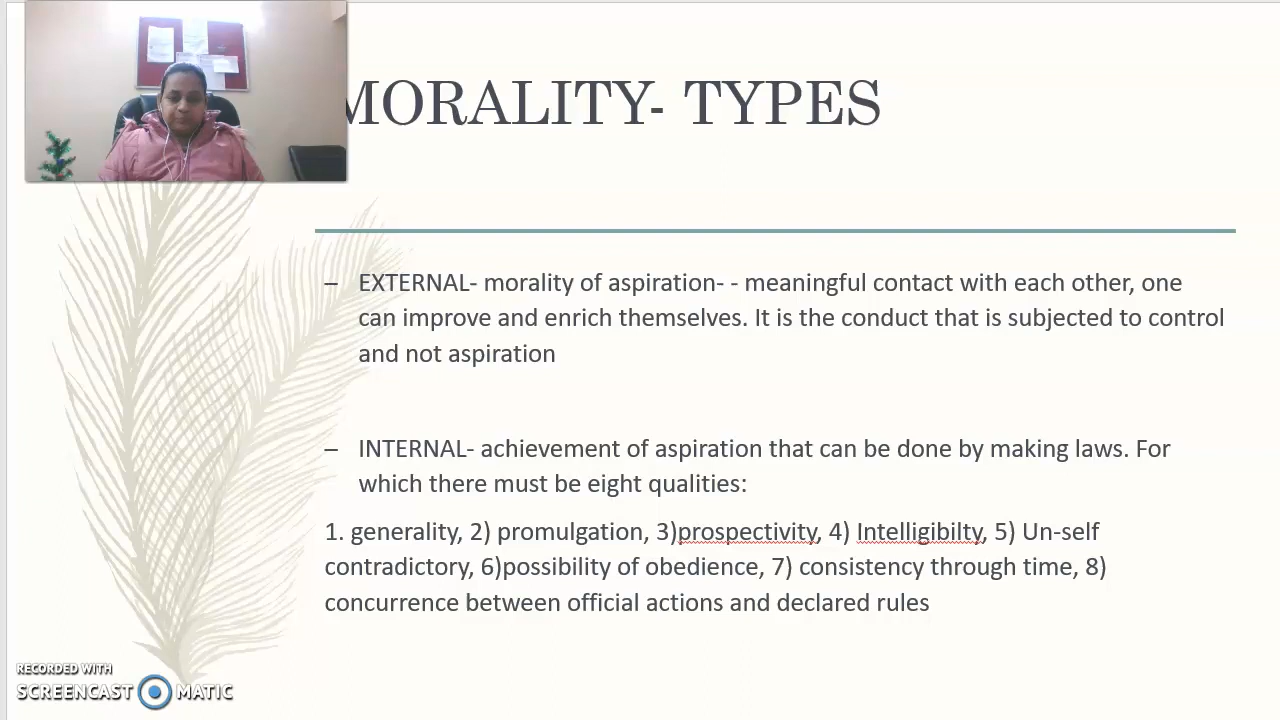 MORALITY- TYPES
– EXTERNAL- morality of aspiration- - meaningful contact with each other, one
can improve and enrich themselves. It is the conduct that is subjected to control
and not aspiration
– INTERNAL- achievement of aspiration that can be done by making laws. For
which there must be eight qualities:
1. generality, 2) promulgation, 3)prospectivity, 4) Intelligibilty, 5) Un-self
contradictory, 6)possibility of obedience, 7) consistency through time, 8)
concurrence between official actions and declared rules
RECORDED WITH
SCREENCAST MATIC